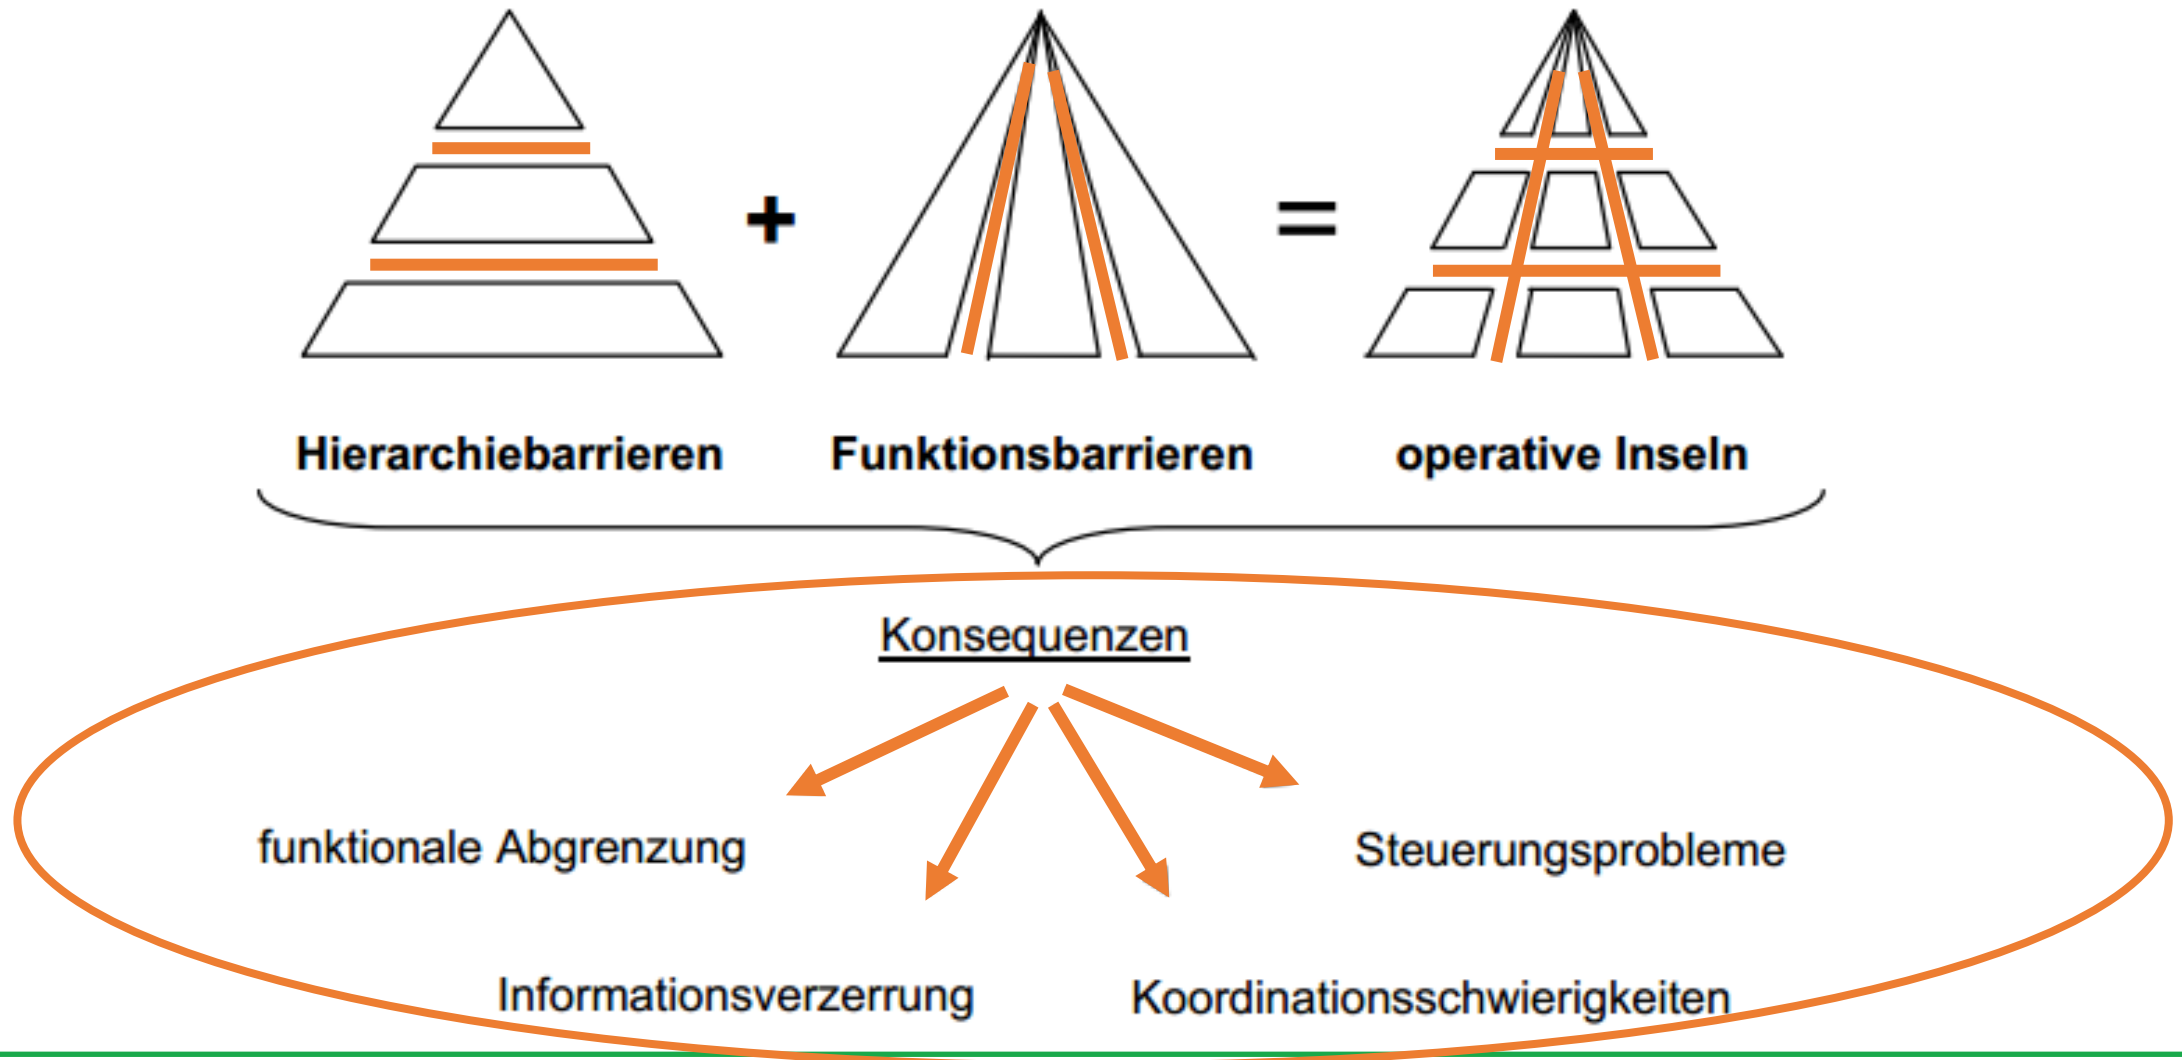 +
=
Hierarchiebarrieren
Funktionsbarrieren
operative Inseln
Konsequenzen
funktionale Abgrenzung
Steuerungsprobleme
Informationsverzerrung
Koordinationsschwierigkeiten